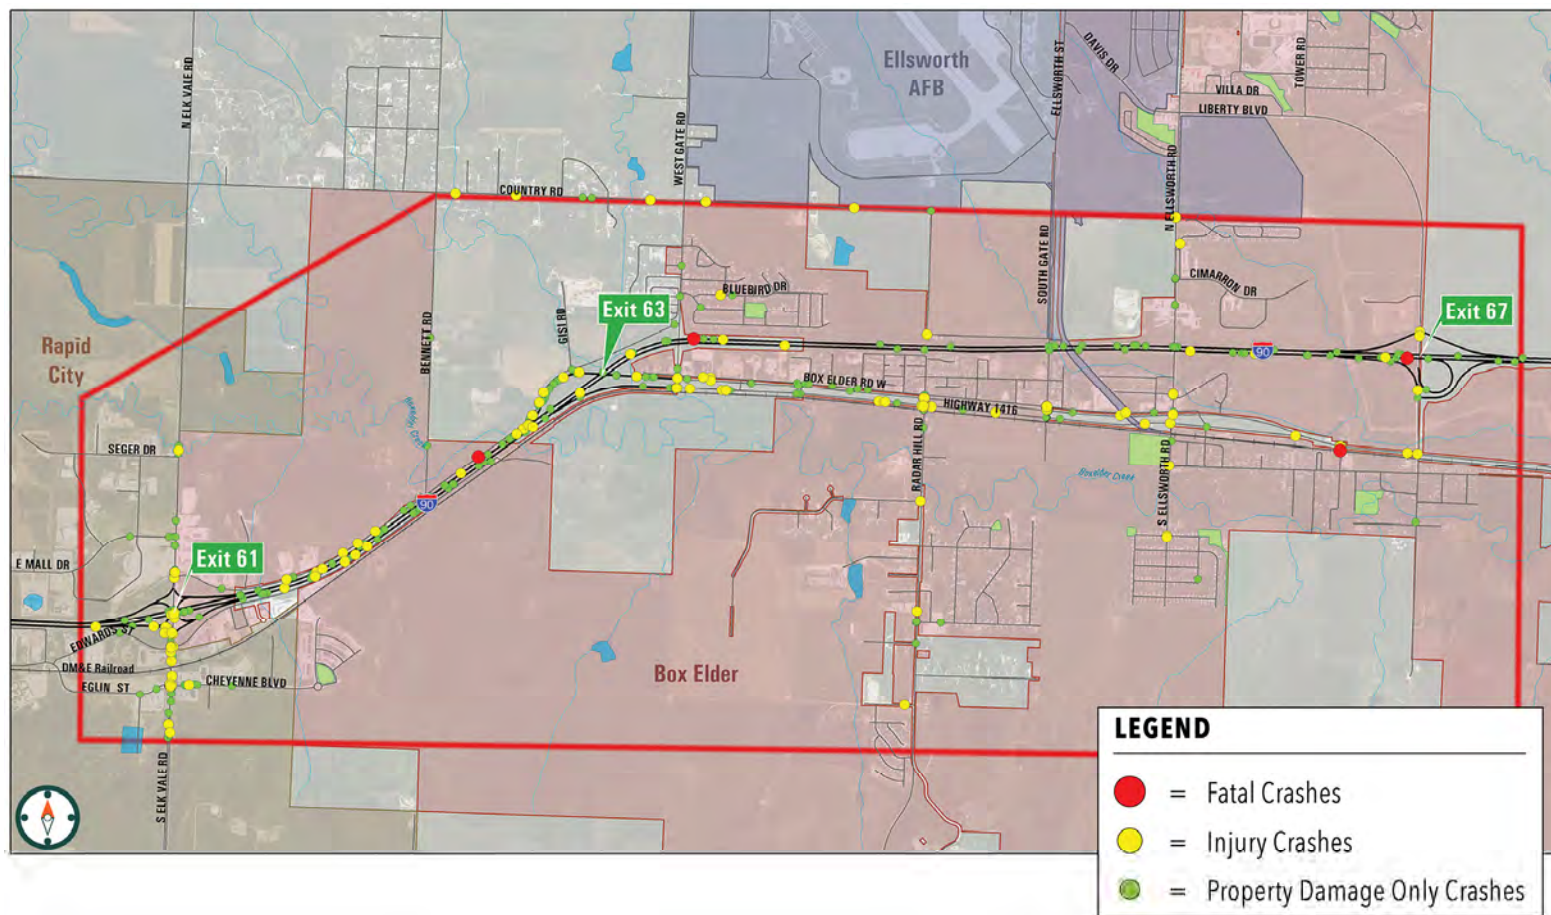 Ellsworth
AFB
N ELK VALE RD
WEST GATE RD
ELLSWORTH ST
DAVIS DR
TOWER RD
VILLA DR
LIBERTY BLVD
N ELLSWORTH RD
COUNTRY RD
SOUTH GATE RD
CIMARRON DR
BLUEBIRD DR
Exit 63
Exit 67
GISI RD
BENNETT RD
Rapid
City
90
BOX ELDER RD W
HIGHWAY 1416
RADAR HILL RD
S ELLSWORTH RD
Boxelder Creek
SEGER DR
90
Exit 61
E MALL DR
EDWARDS ST
DM&E Railroad
EGLIN ST
CHEYENNE BLVD
Box Elder
S ELK VALE RD
LEGEND
= Fatal Crashes
= Injury Crashes
= Property Damage Only Crashes